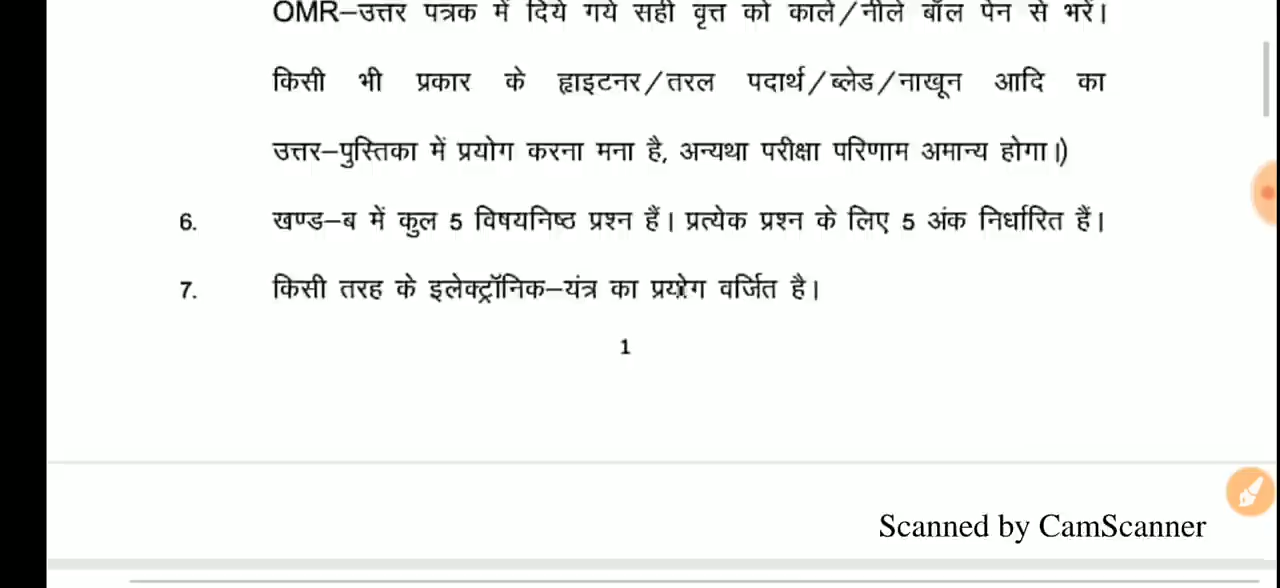 OMR–उत्तर पत्रक में दिये गये सही वृत्त को काले/नीले बॉल पेन से भरें।
किसी भी प्रकार के ह्वाइटनर/तरल पदार्थ/ब्लेड/नाखून आदि का
उत्तर–पुस्तिका में प्रयोग करना मना है, अन्यथा परीक्षा परिणाम अमान्य होगा।)
6. खण्ड–ब में कुल 5 विषयनिष्ठ प्रश्न हैं। प्रत्येक प्रश्न के लिए 5 अंक निर्धारित हैं।
7. किसी तरह के इलेक्ट्रॉनिक–यंत्र का प्रयोग वर्जित है।
1
Scanned by CamScanner